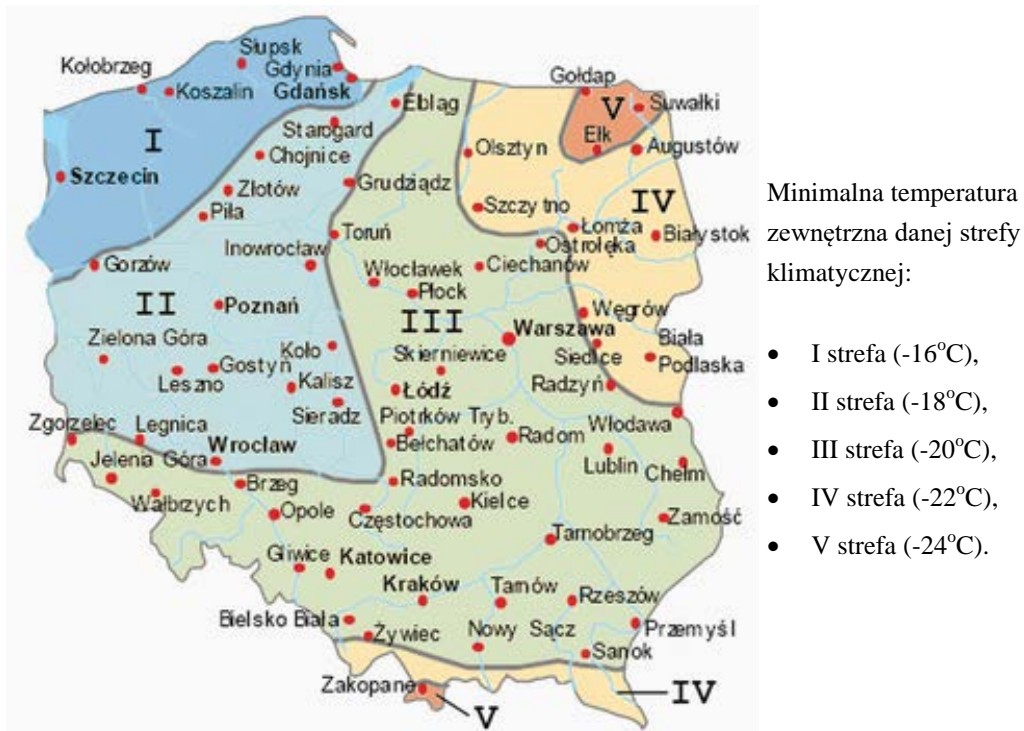 Słupsk
Kołobrzeg
Gdynia
Koszalin
Gdańsk
Gołdap
Elbląg
V
Suwałki
Starogard
I
Ełk
Chojnice
Olsztyn
Augustów
Szczecin
Grudziądz
Złotów
Szczytno
IV
Piła
Łomża
Toruń
Białystok
Ostrołęka
Inowrocław
Gorzów
Włocławek
Ciechanów
Płock
II
Poznań
III
Węgrów
Warszawa
Zielona Góra
Koło
Skierniewice
Siedlce
Biała
Podlaska
Gostyń
Leszno
Kalisz
Łódź
Radzyń
Sieradz
Piotrków Tryb.
Zgorzelec
Legnica
Włodawa
Wrocław
Bełchatów
Radom
Jelenia Góra
Lublin
Chełm
Brzeg
Radomsko
Wałbrzych
Kielce
Opole
Częstochowa
Zamość
Tarnobrzeg
Gliwice
Katowice
Kraków
Tarnów
Rzeszów
Bielsko Biała
Żywiec
Nowy Sącz
Przemyśl
Sanok
Zakopane
IV
V
Minimalna temperatura
zewnętrzna danej strefy
klimatycznej:
• I strefa (-16°C),
• II strefa (-18°C),
• III strefa (-20°C),
• IV strefa (-22°C),
• V strefa (-24°C).